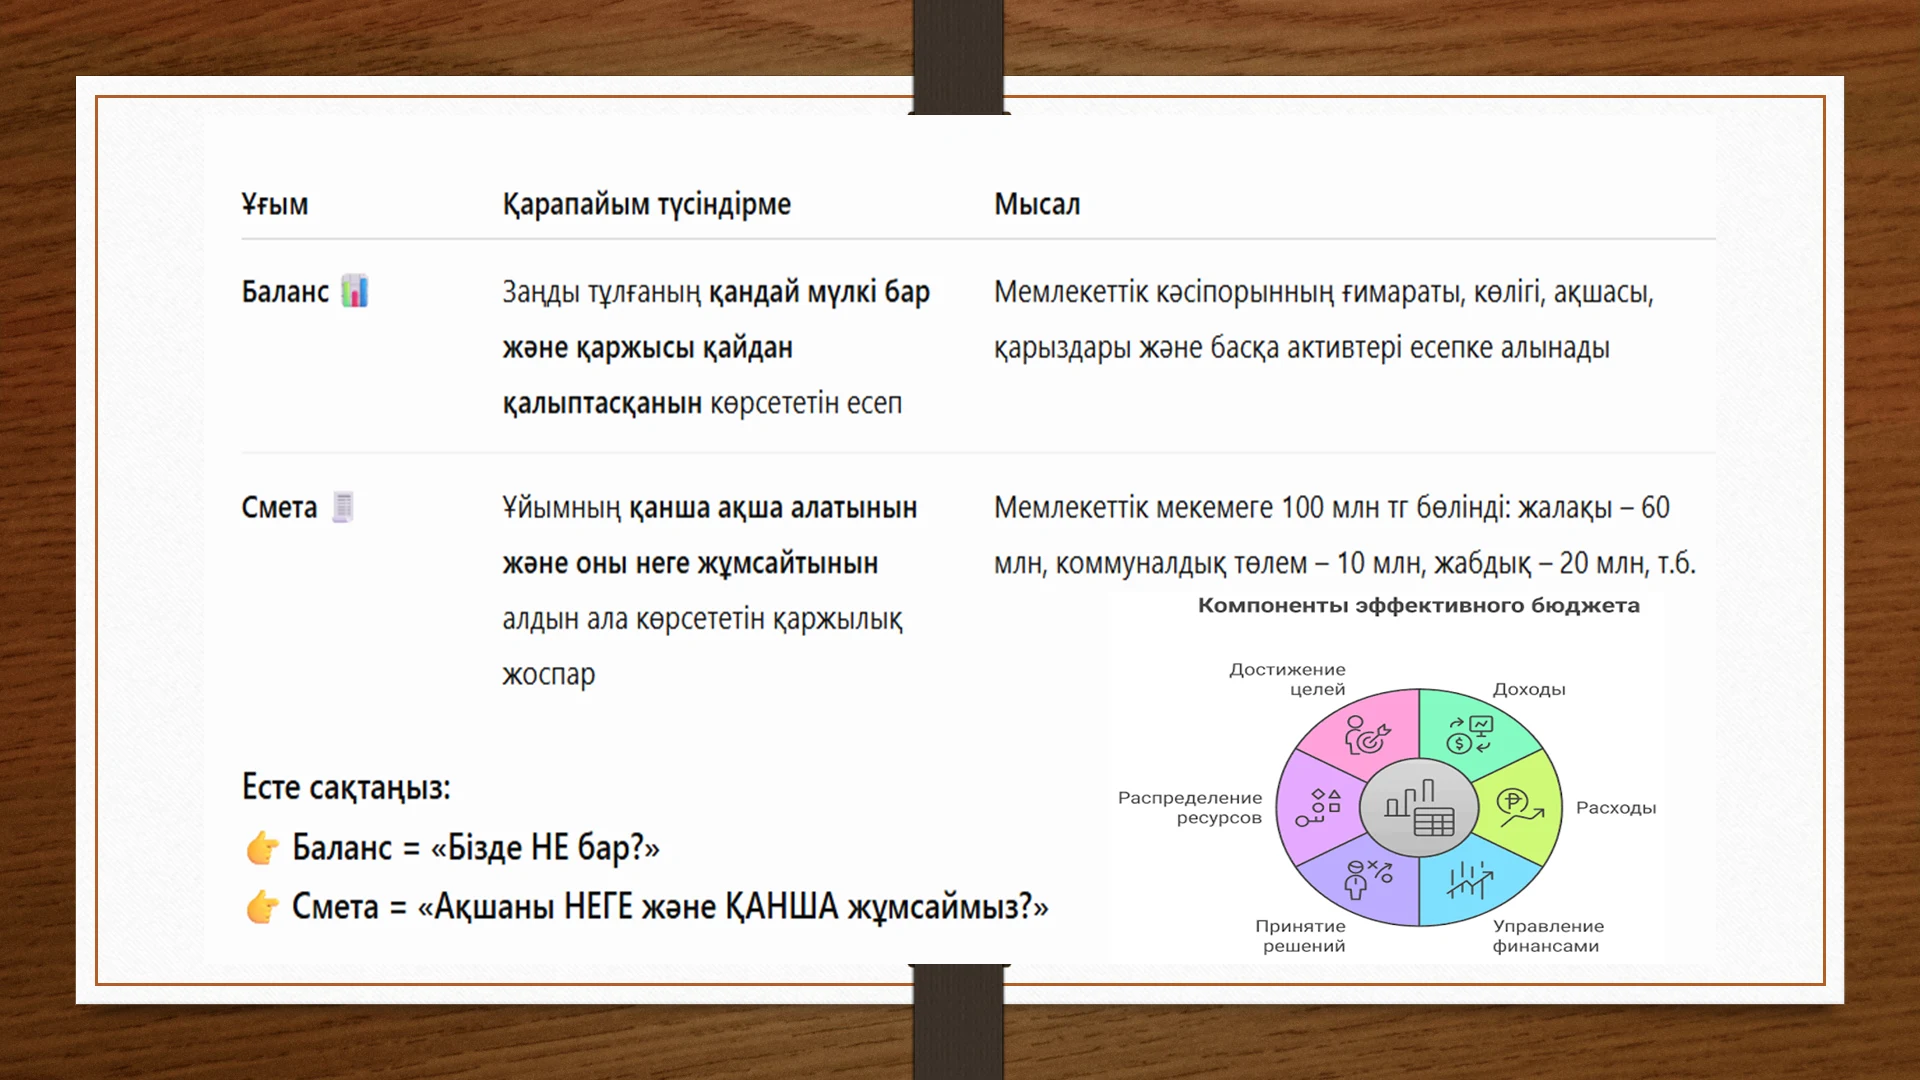 Ұғым Қарапайым түсіндірме Мысал
Баланс Заңды тұлғаның қандай мүлкі бар Мемлекеттік кәсіпорынның ғимараты, көлігі, ақшасы,
және қаржысы қайдан қарыздары және басқа активтері есепке алынады
қалыптасқанын көрсететін есеп
Смета Ұйымның қанша ақша алатынын Мемлекеттік мекемеге 100 млн тг бөлінді: жалақы – 60
және оны неге жұмсайтынын млн, коммуналдық төлем – 10 млн, жабдық – 20 млн, т.б.
алдын ала көрсететін қаржылық
жоспар
Есте сақтаңыз:
Баланс = «Бізде НЕ бар?»
Смета = «Ақшаны НЕГЕ және ҚАНША жұмсаймыз?»
Компоненты эффективного бюджета
Достижение
целей
Доходы
Распределение
ресурсов
Расходы
Принятие
решений
Управление
финансами